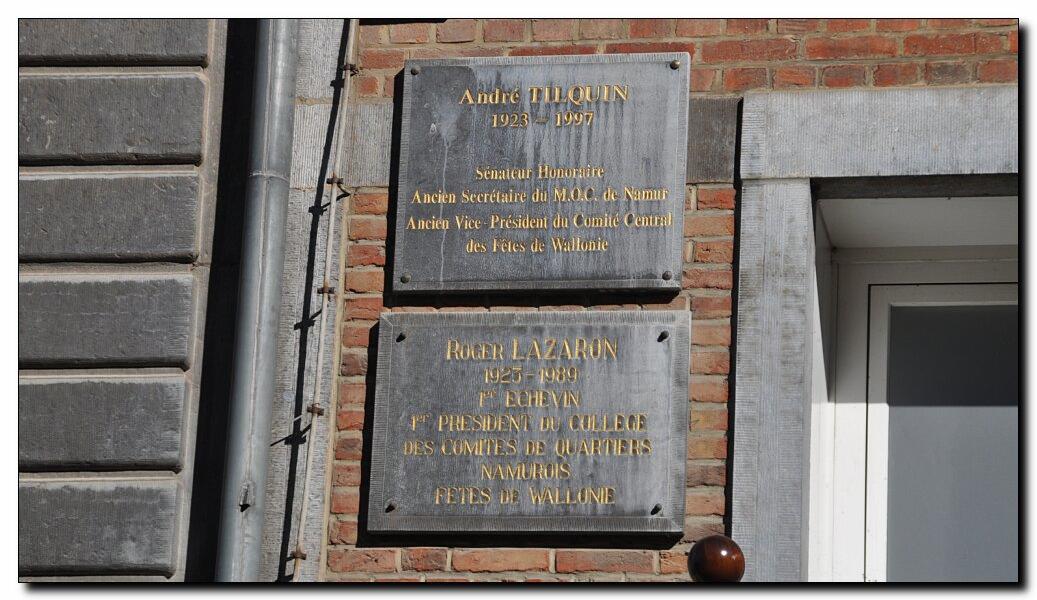 André TILQUIN
1923 - 1997
Sénateur Honoraire
Ancien Secrétaire du M.O.C. de Namur
Ancien Vice-Président du Comité Central
des Fêtes de Wallonie
ROGER LAZARON
1923-1989
1er ECHEVIN
1er PRESIDENT DU COLLEGE
DES COMITES DE QUARTIERS
NAMUROIS
FETES DE WALLONIE